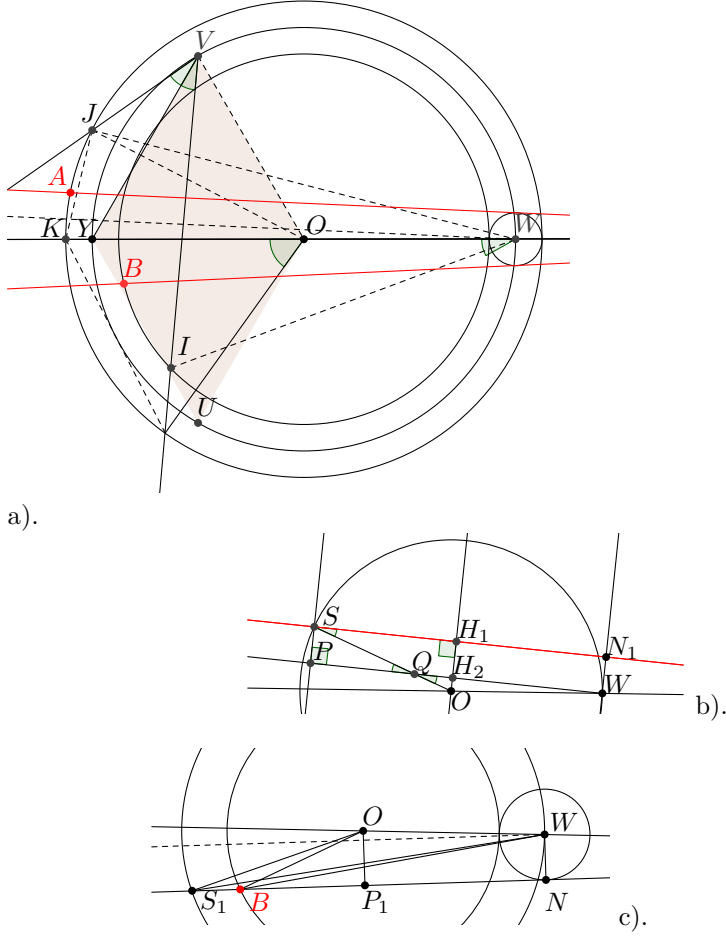 V
J
A
K Y O W
B
I
U
a).
S H₁
P Q H₂ N₁
O W
b).
O W
S₁ B P₁ N
c).